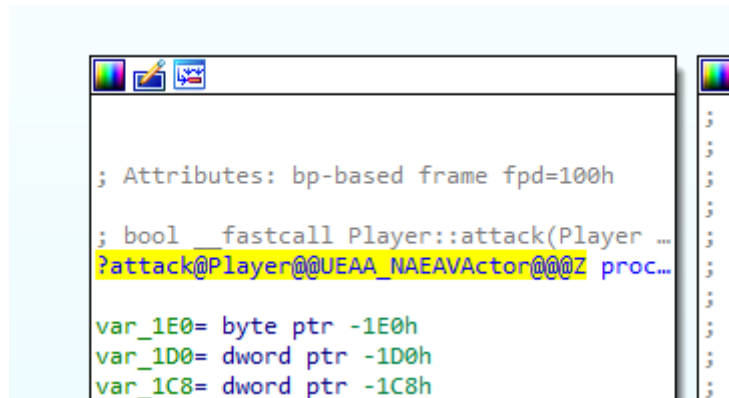 ; Attributes: bp-based frame fpd=100h
; bool __fastcall Player::attack(Player …
?attack@Player@@UEAA_NAEAVActor@@@Z proc…
var_1E0= byte ptr -1E0h
var_1D0= dword ptr -1D0h
var_1C8= dword ptr -1C8h
;
;
;
;
;
;
;
;
;
;